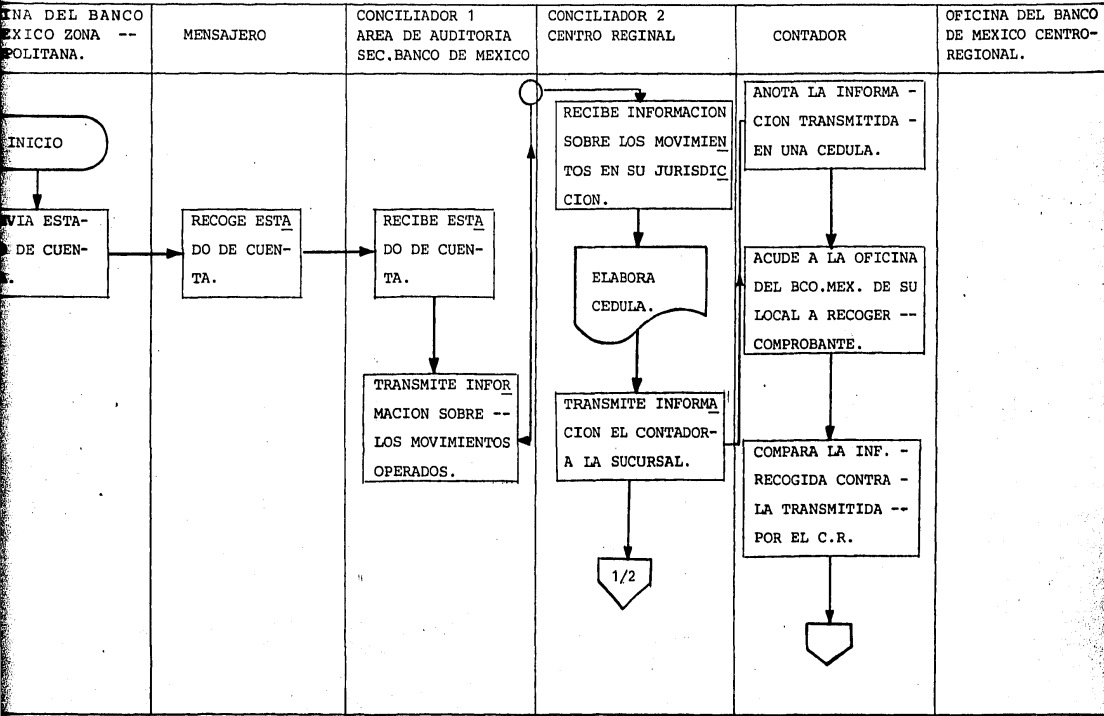 INA DEL BANCO
EXICO ZONA --
POLITANA.
MENSAJERO
CONCILIADOR 1
AREA DE AUDITORIA
SEC.BANCO DE MEXICO
CONCILIADOR 2
CENTRO REGINAL
CONTADOR
OFICINA DEL BANCO
DE MEXICO CENTRO-
REGIONAL.
INICIO
VIA ESTA-
DE CUEN-
RECOGE ESTA
DO DE CUEN-
TA.
RECIBE ESTA
DO DE CUEN-
TA.
TRANSMITE INFOR
MACION SOBRE --
LOS MOVIMIENTOS
OPERADOS.
RECIBE INFORMACION
SOBRE LOS MOVIMIEN
TOS EN SU JURISDIC
CION.
ELABORA
CEDULA.
TRANSMITE INFORMA
CION EL CONTADOR-
A LA SUCURSAL.
1/2
ANOTA LA INFORMA -
CION TRANSMITIDA -
EN UNA CEDULA.
ACUDE A LA OFICINA
DEL BCO.MEX. DE SU
LOCAL A RECOGER --
COMPROBANTE.
COMPARA LA INF. -
RECOGIDA CONTRA -
LA TRANSMITIDA --
POR EL C.R.